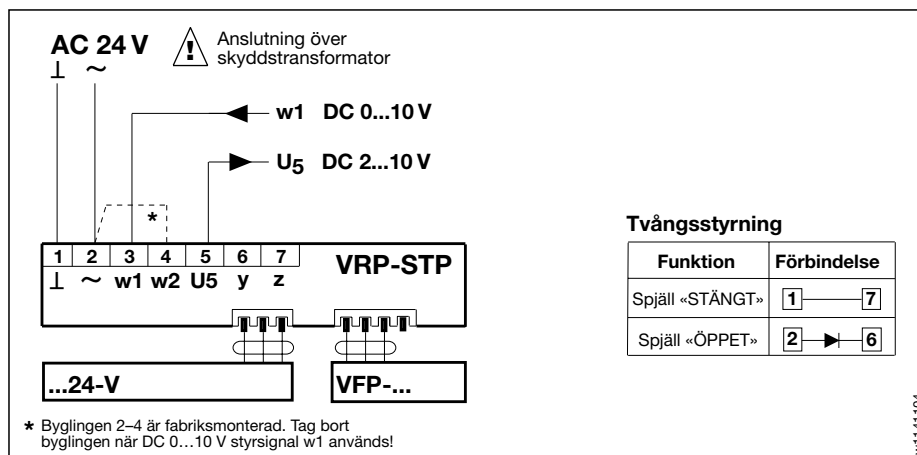 AC 24 V
⊥ ~
Anslutning över
skyddstransformator
w1 DC 0...10 V
U5 DC 2...10 V
*
1 2 3 4 5 6 7
⊥ ~ w1 w2 U5 y z
VRP-STP
...24-V
VFP-...
* Byglingen 2–4 är fabriksmonterad. Tag bort
byglingen när DC 0...10 V styrsignal w1 används!
Tvångsstyrning
Funktion Förbindelse
Spjäll «STÄNGT» 1 7
Spjäll «ÖPPET» 2 6